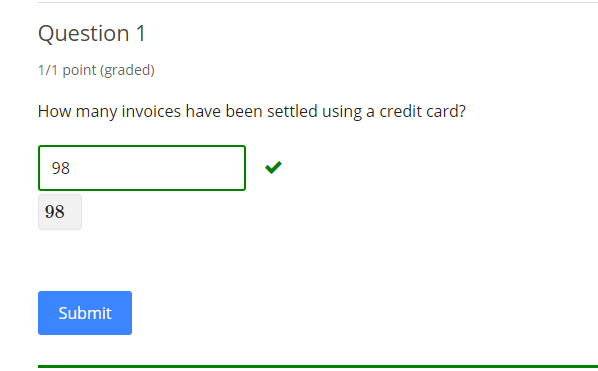 Question 1
1/1 point (graded)
How many invoices have been settled using a credit card?
98
98
Submit